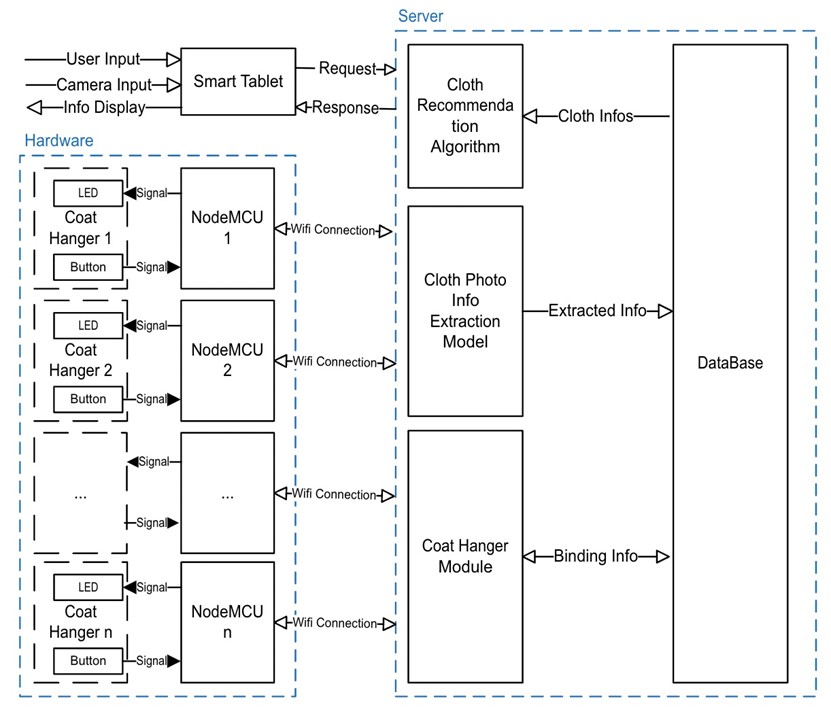 Server
User Input
Camera Input
Info Display
Smart Tablet
Request
Response
Cloth
Recommenda
tion
Algorithm
Cloth Infos
Hardware
LED
Signal
Coat
Hanger 1
Button
Signal
NodeMCU
1
Wifi Connection
Cloth Photo
Info
Extraction
Model
Extracted Info
DataBase
LED
Signal
Coat
Hanger 2
Button
Signal
NodeMCU
2
Wifi Connection
Signal
...
Signal
...
Wifi Connection
Coat Hanger
Module
Binding Info
LED
Signal
Coat
Hanger n
Button
Signal
NodeMCU
n
Wifi Connection